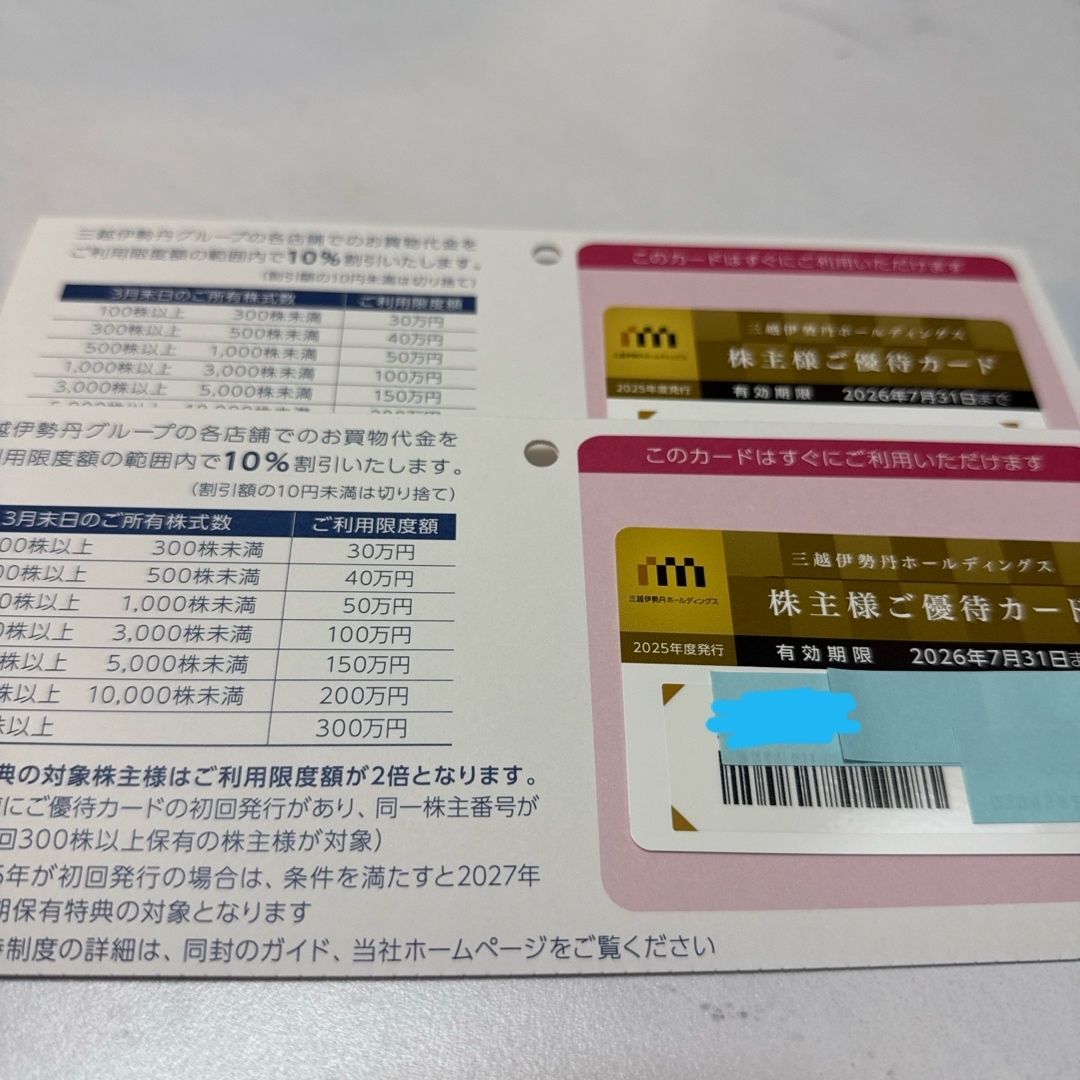 三越伊勢丹グループの各店舗でのお買物代金を
ご利用限度額の範囲内で10%割引いたします。
(割引額の10円未満は切り捨て)
3月末日のご所有株式数 ご利用限度額
100株以上 300株未満 30万円
300株以上 500株未満 40万円
500株以上 1,000株未満 50万円
1,000株以上 3,000株未満 100万円
3,000株以上 5,000株未満 150万円
このカードはすぐにご利用いただけます
三越伊勢丹ホールディングス
三越伊勢丹ホールディングス
株主様ご優待カード
2025年度発行 有効期限 2026年7月31日まで
越伊勢丹グループの各店舗でのお買物代金を
用限度額の範囲内で10%割引いたします。
(割引額の10円未満は切り捨て)
3月末日のご所有株式数 ご利用限度額
00株以上 300株未満 30万円
00株以上 500株未満 40万円
0株以上 1,000株未満 50万円
0株以上 3,000株未満 100万円
株以上 5,000株未満 150万円
株以上 10,000株未満 200万円
株以上 300万円
典の対象株主様はご利用限度額が2倍となります。
にご優待カードの初回発行があり、同一株主番号が
回300株以上保有の株主様が対象)
年が初回発行の場合は、条件を満たすと2027年
期保有特典の対象となります
制度の詳細は、同封のガイド、当社ホームページをご覧ください
このカードはすぐにご利用いただけます
三越伊勢丹ホールディングス
三越伊勢丹ホールディングス
株主様ご優待カード
2025年度発行 有効期限 2026年7月31日ま